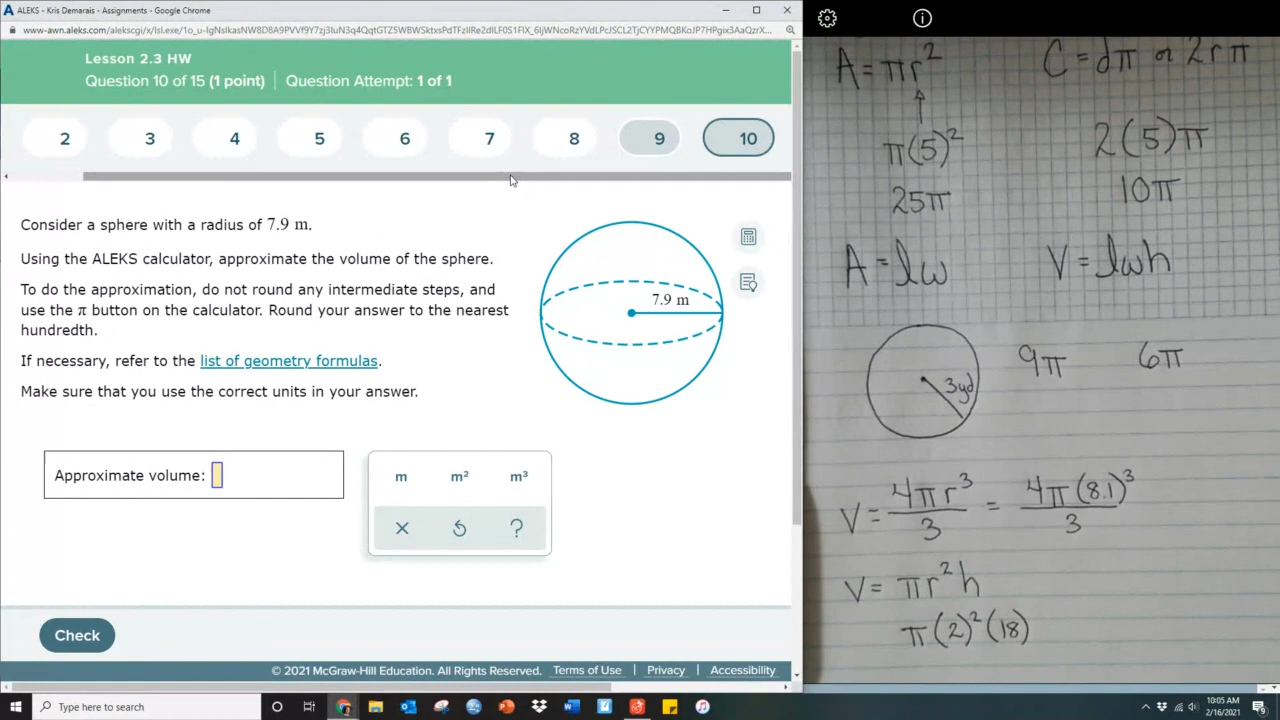 ALEKS - Kris Demarais - Assignments - Google Chrome
Lesson 2.3 HW
Question 10 of 15 (1 point) | Question Attempt: 1 of 1
2 3 4 5 6 7 8 9 10
Consider a sphere with a radius of 7.9 m.
Using the ALEKS calculator, approximate the volume of the sphere.
To do the approximation, do not round any intermediate steps, and
use the π button on the calculator. Round your answer to the nearest
hundredth.
If necessary, refer to the list of geometry formulas.
Make sure that you use the correct units in your answer.
7.9 m
Approximate volume:
m m² m³
?
Check
© 2021 McGraw-Hill Education. All Rights Reserved. Terms of Use | Privacy | Accessibility
Type here to search
10:05 AM
2/16/2021
A = πr² C = dπ or 2rπ
π(5)² 2(5)π
25π 10π
A = lw V = lwh
3yd 9π 6π
V = 4πr³/3 = 4π(8.1)³/3
V = πr²h
π(2)²(18)